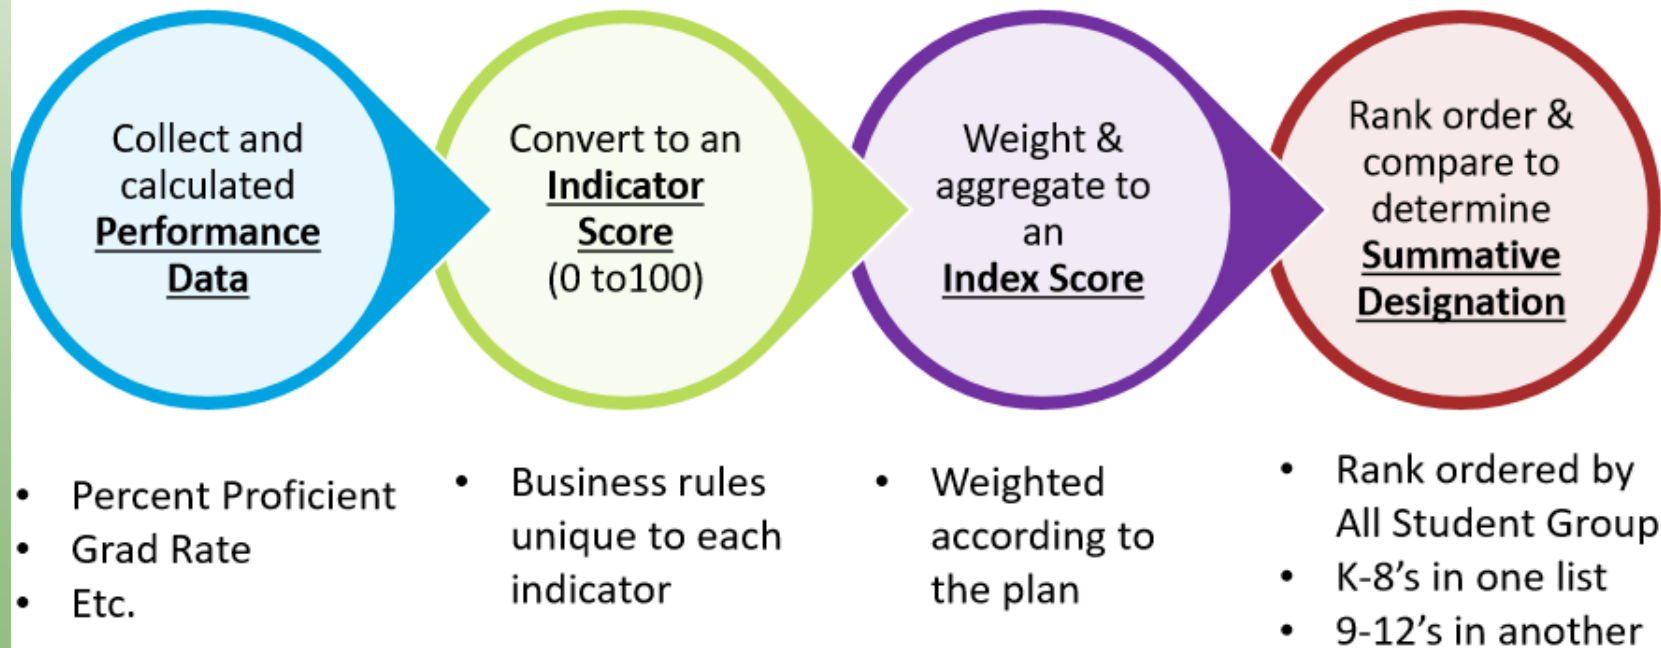 Collect and
calculated
Performance
Data
Convert to an
Indicator
Score
(0 to100)
Weight &
aggregate to
an
Index Score
Rank order &
compare to
determine
Summative
Designation
• Percent Proficient
• Grad Rate
• Etc.
• Business rules
unique to each
indicator
• Weighted
according to
the plan
• Rank ordered by
All Student Group
• K-8’s in one list
• 9-12’s in another